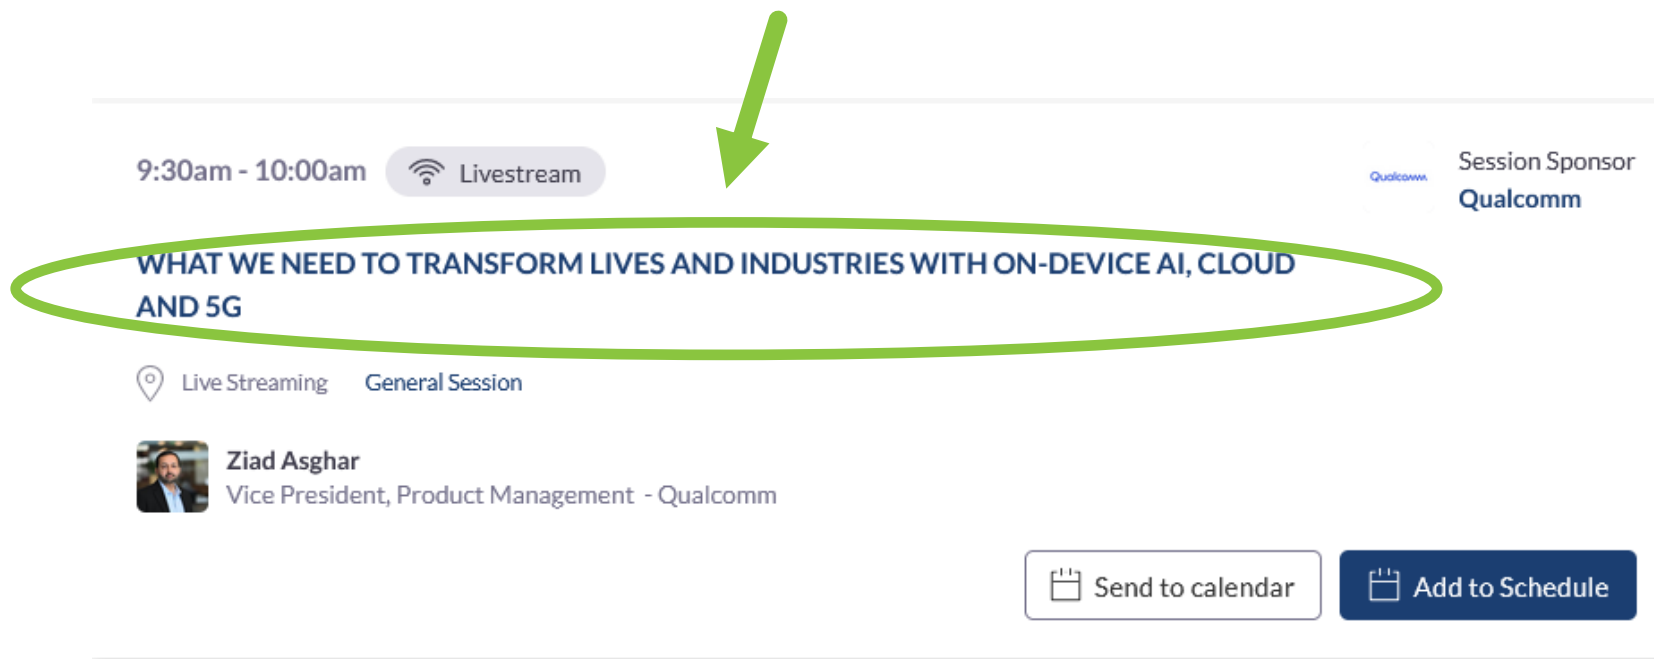 9:30am - 10:00am
Livestream
Qualcomm
Session Sponsor
Qualcomm
WHAT WE NEED TO TRANSFORM LIVES AND INDUSTRIES WITH ON-DEVICE AI, CLOUD
AND 5G
Live Streaming
General Session
Ziad Asghar
Vice President, Product Management - Qualcomm
Send to calendar
Add to Schedule